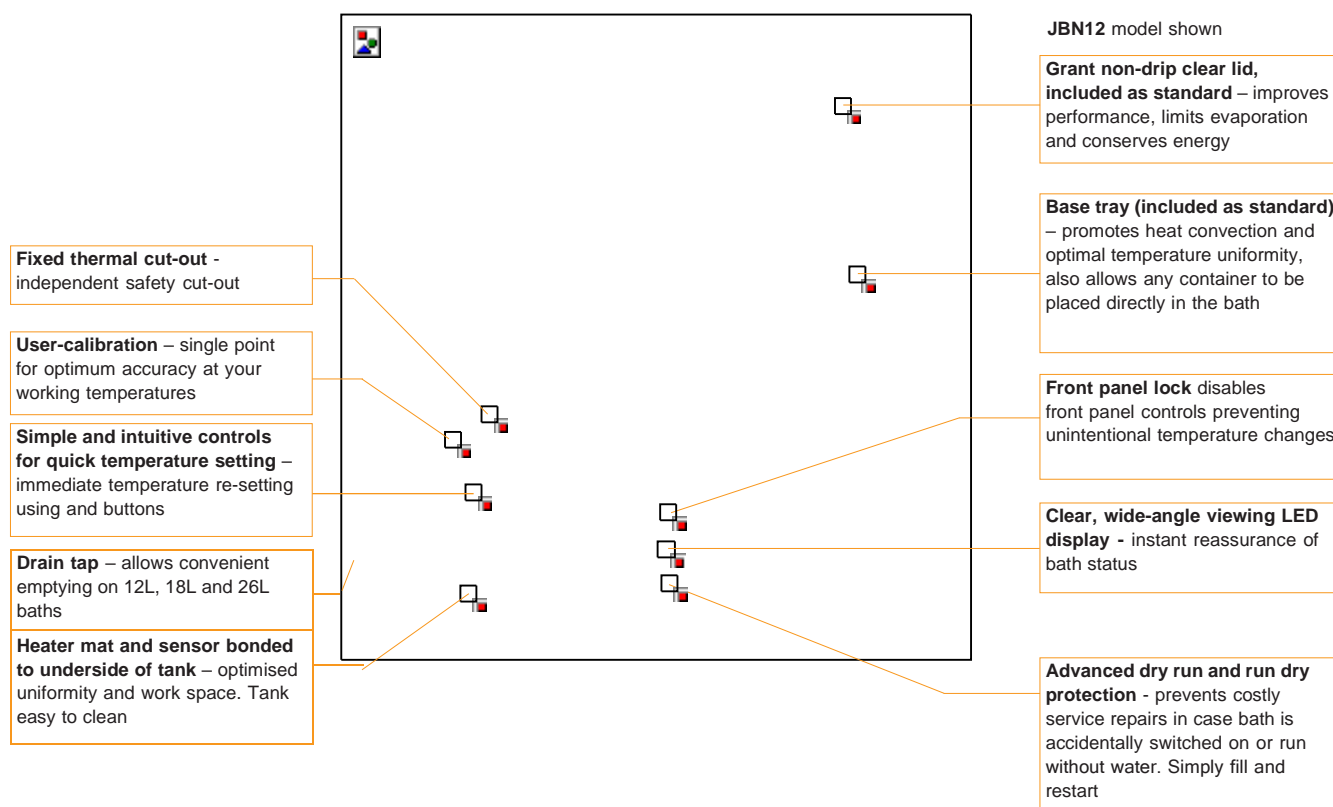 JBN12 model shown
Grant non-drip clear lid,
included as standard – improves
performance, limits evaporation
and conserves energy
Base tray (included as standard)
– promotes heat convection and
optimal temperature uniformity,
also allows any container to be
placed directly in the bath
Front panel lock disables
front panel controls preventing
unintentional temperature changes
Clear, wide-angle viewing LED
display - instant reassurance of
bath status
Advanced dry run and run dry
protection - prevents costly
service repairs in case bath is
accidentally switched on or run
without water. Simply fill and
restart
Fixed thermal cut-out -
independent safety cut-out
User-calibration – single point
for optimum accuracy at your
working temperatures
Simple and intuitive controls
for quick temperature setting –
immediate temperature re-setting
using and buttons
Drain tap – allows convenient
emptying on 12L, 18L and 26L
baths
Heater mat and sensor bonded
to underside of tank – optimised
uniformity and work space. Tank
easy to clean